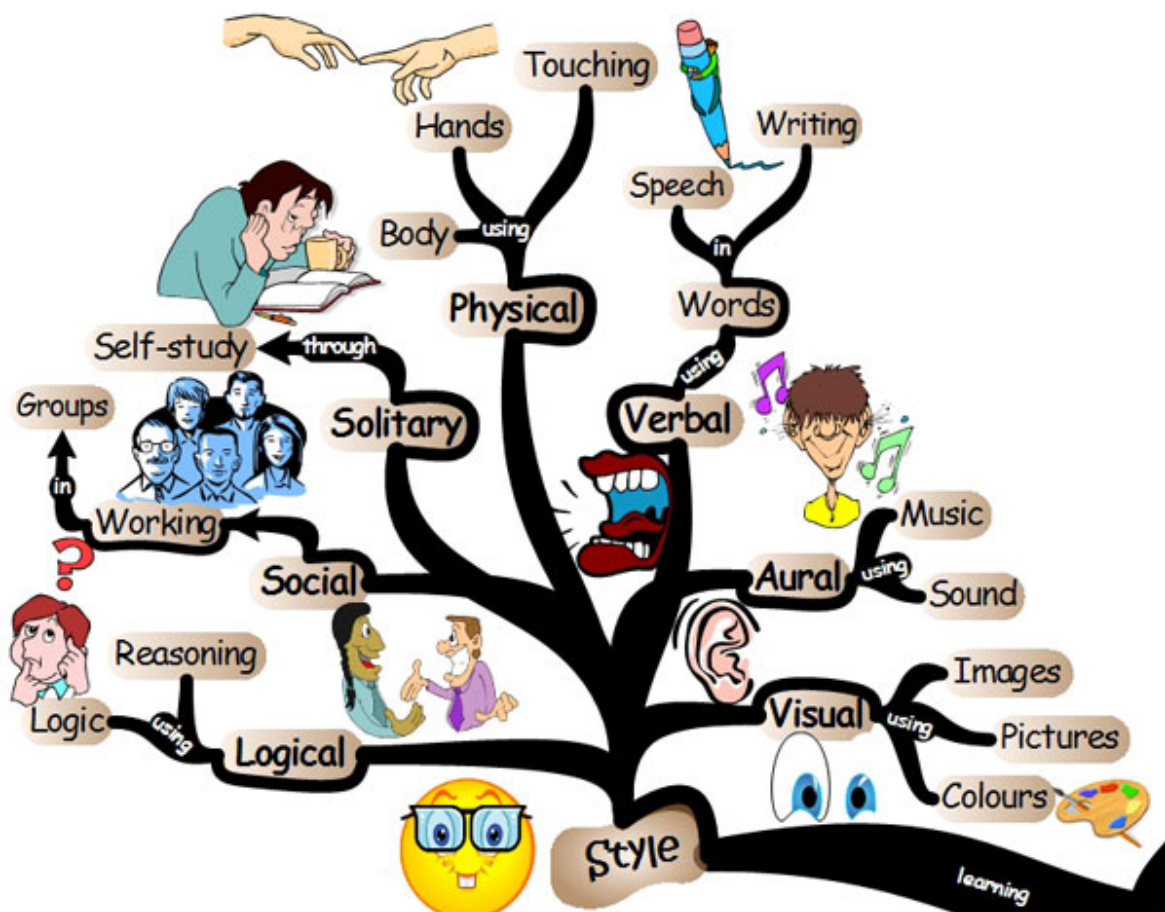 Touching
Hands
Writing
Speech
Body
using
in
Physical
Words
Self-study
through
using
Groups
Solitary
Verbal
in
Working
Music
Social
Aural
using
Sound
Reasoning
Images
Logic
using
Logical
Visual
using
Pictures
Colours
Style
learning